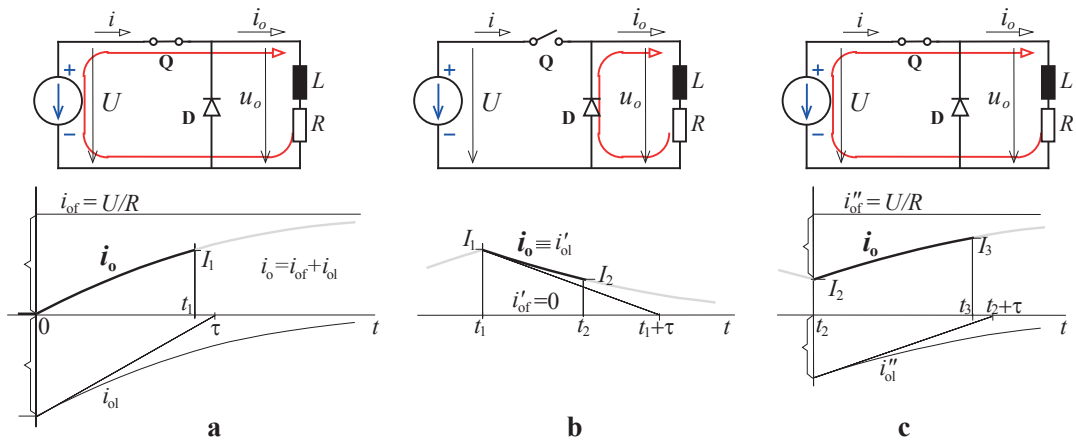 i i_o
Q
+ U D u_o L R
−
i_of = U/R
i_o I_1 i_o = i_of + i_ol
0 t_1 τ t
i_ol
a
i i_o
Q
+ U D u_o L R
−
I_1 i_o ≡ i′_ol
I_2
i′_of = 0
t_1 t_2 t_1+τ t
b
i i_o
Q
+ U D u_o L R
−
i″_of = U/R
i_o I_3
I_2
t_2 t_3 t_2+τ t
i″_ol
c